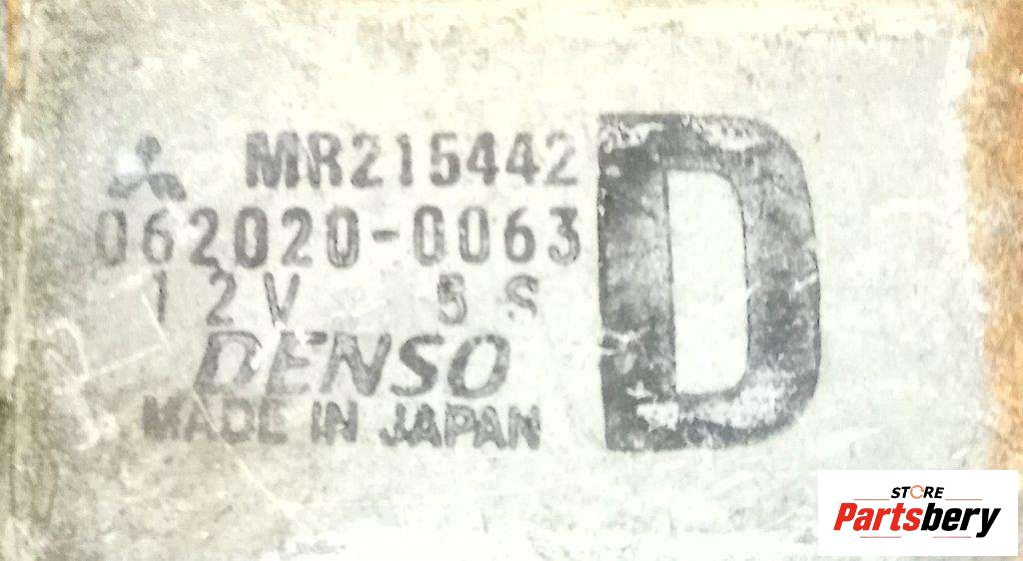 MR215442
062020-0063
12V 5S
DENSO
MADE IN JAPAN
D
STORE
Partsbery